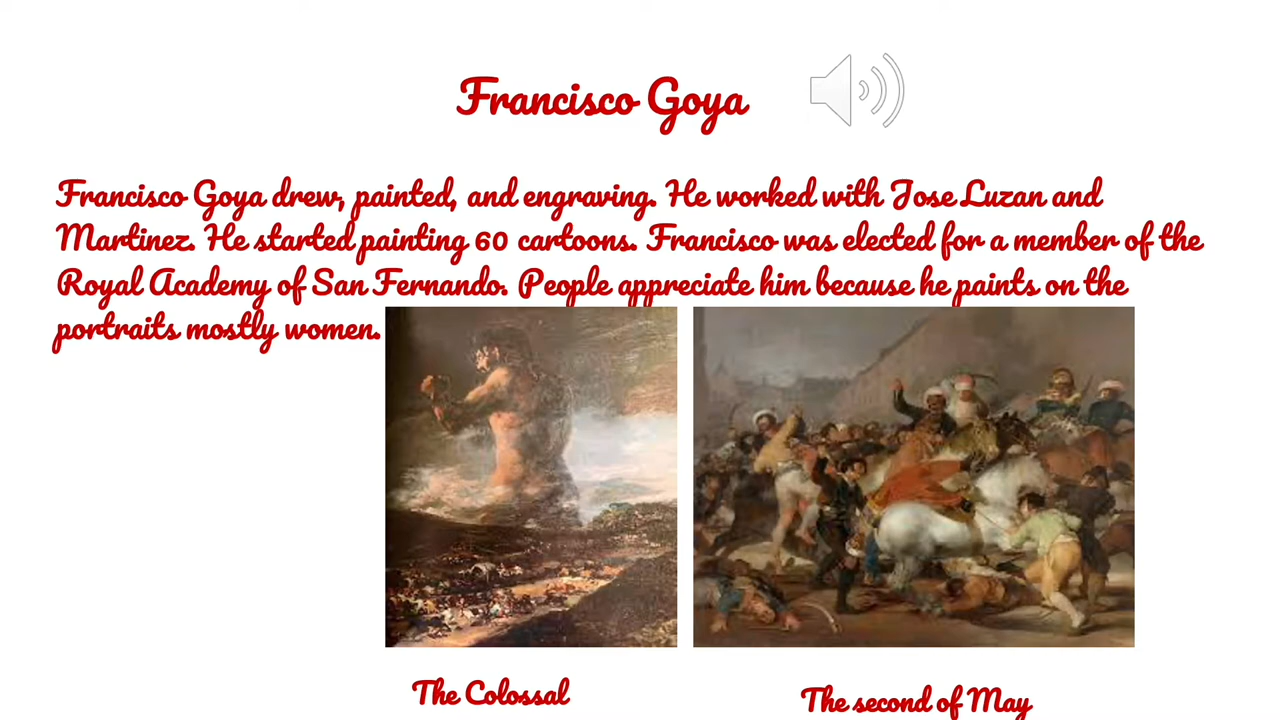 Francisco Goya
Francisco Goya drew, painted, and engraving. He worked with Jose Luzan and
Martinez. He started painting 60 cartoons. Francisco was elected for a member of the
Royal Academy of San Fernando. People appreciate him because he paints on the
portraits mostly women.
The Colossal
The second of May